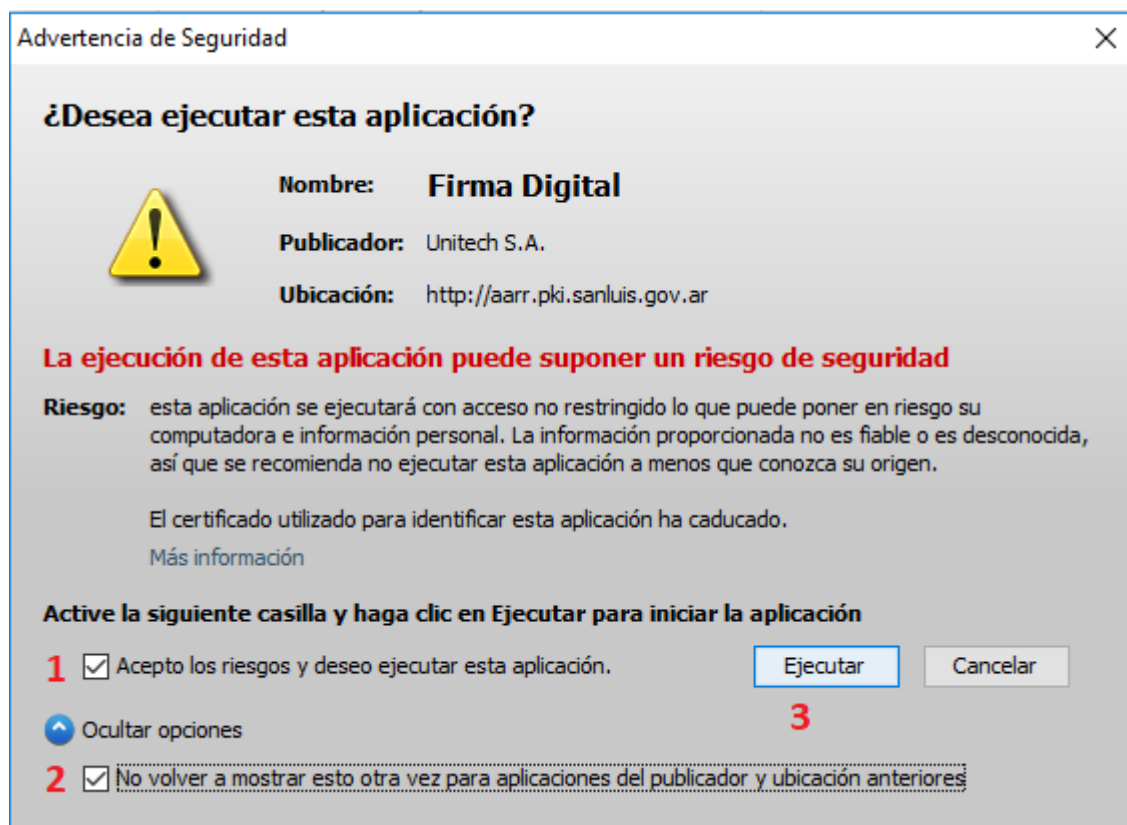 Advertencia de Seguridad
¿Desea ejecutar esta aplicación?
Nombre: Firma Digital
Publicador: Unitech S.A.
Ubicación: http://aarr.pki.sanluis.gov.ar
La ejecución de esta aplicación puede suponer un riesgo de seguridad
Riesgo: esta aplicación se ejecutará con acceso no restringido lo que puede poner en riesgo su
computadora e información personal. La información proporcionada no es fiable o es desconocida,
así que se recomienda no ejecutar esta aplicación a menos que conozca su origen.
El certificado utilizado para identificar esta aplicación ha caducado.
Más información
Active la siguiente casilla y haga clic en Ejecutar para iniciar la aplicación
1 Acepto los riesgos y deseo ejecutar esta aplicación. Ejecutar Cancelar
3
Ocultar opciones
2 No volver a mostrar esto otra vez para aplicaciones del publicador y ubicación anteriores